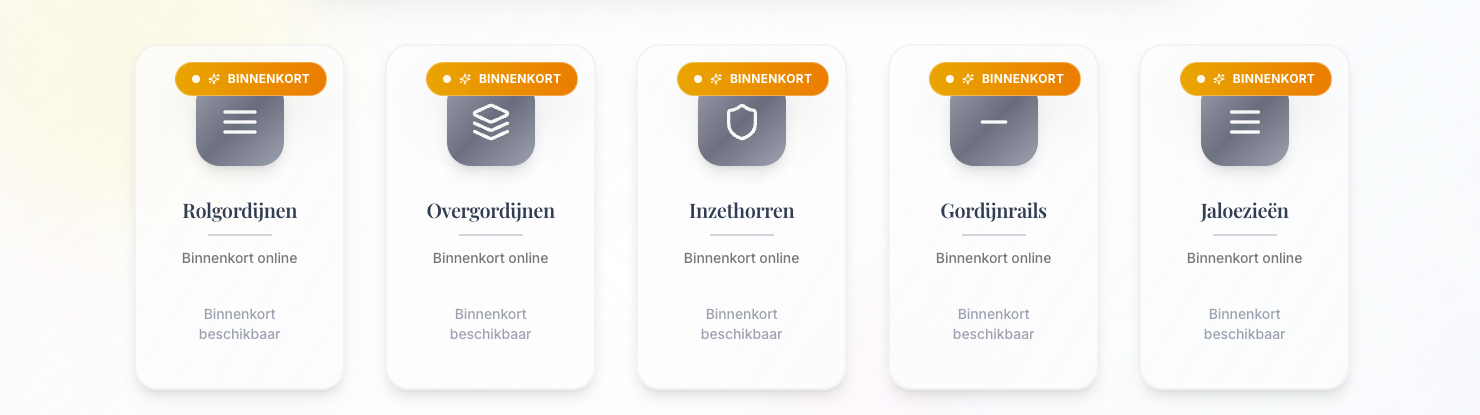 BINNENKORT
Rolgordijnen
Binnenkort online
Binnenkort
beschikbaar
BINNENKORT
Overgordijnen
Binnenkort online
Binnenkort
beschikbaar
BINNENKORT
Inzethorren
Binnenkort online
Binnenkort
beschikbaar
BINNENKORT
Gordijnrails
Binnenkort online
Binnenkort
beschikbaar
BINNENKORT
Jaloezieën
Binnenkort online
Binnenkort
beschikbaar